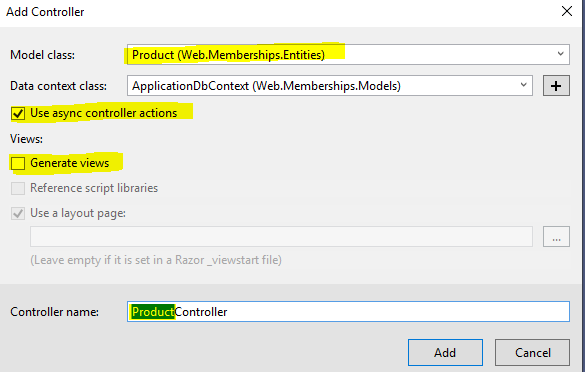 Add Controller
Model class: Product (Web.Memberships.Entities)
Data context class: ApplicationDbContext (Web.Memberships.Models) +
Use async controller actions
Views:
Generate views
Reference script libraries
Use a layout page:
...
(Leave empty if it is set in a Razor _viewstart file)
Controller name: ProductController
Add Cancel